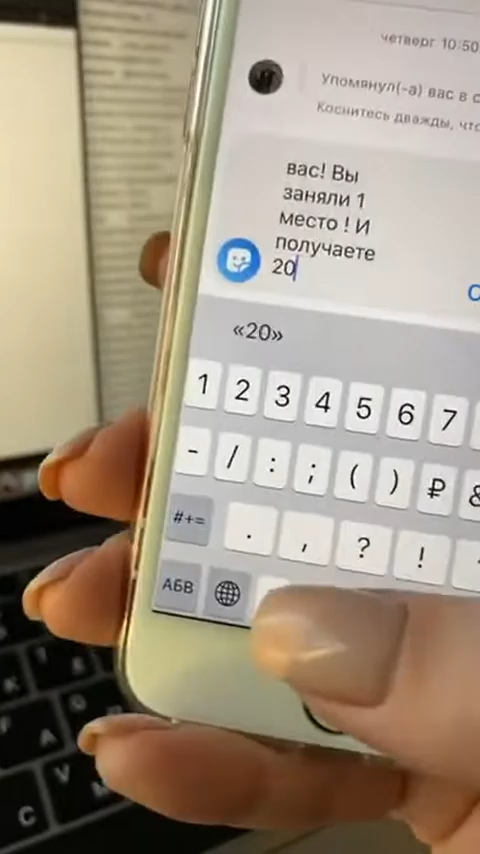 четверг 10:50
Упомянул(-а) вас в
Коснитесь дважды,
вас! Вы
заняли 1
место ! И
получаете
20
«20»
1 2 3 4 5 6 7
- / : ; ( ) ₽ &
#+= . , ? !
АБВ